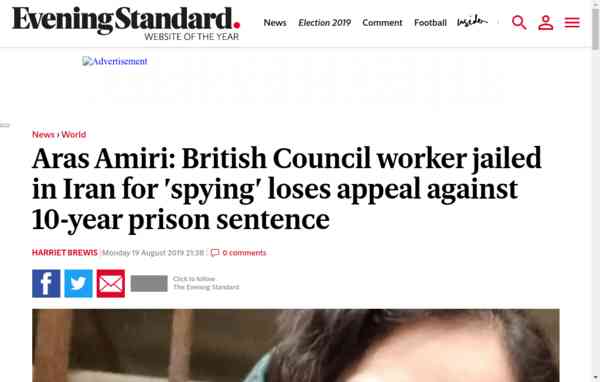 Evening Standard.
WEBSITE OF THE YEAR
News Election 2019 Comment Football Insider
Advertisement
News › World
Aras Amiri: British Council worker jailed
in Iran for 'spying' loses appeal against
10-year prison sentence
HARRIET BREWIS | Monday 19 August 2019 21:38 | 0 comments
Click to follow
The Evening Standard